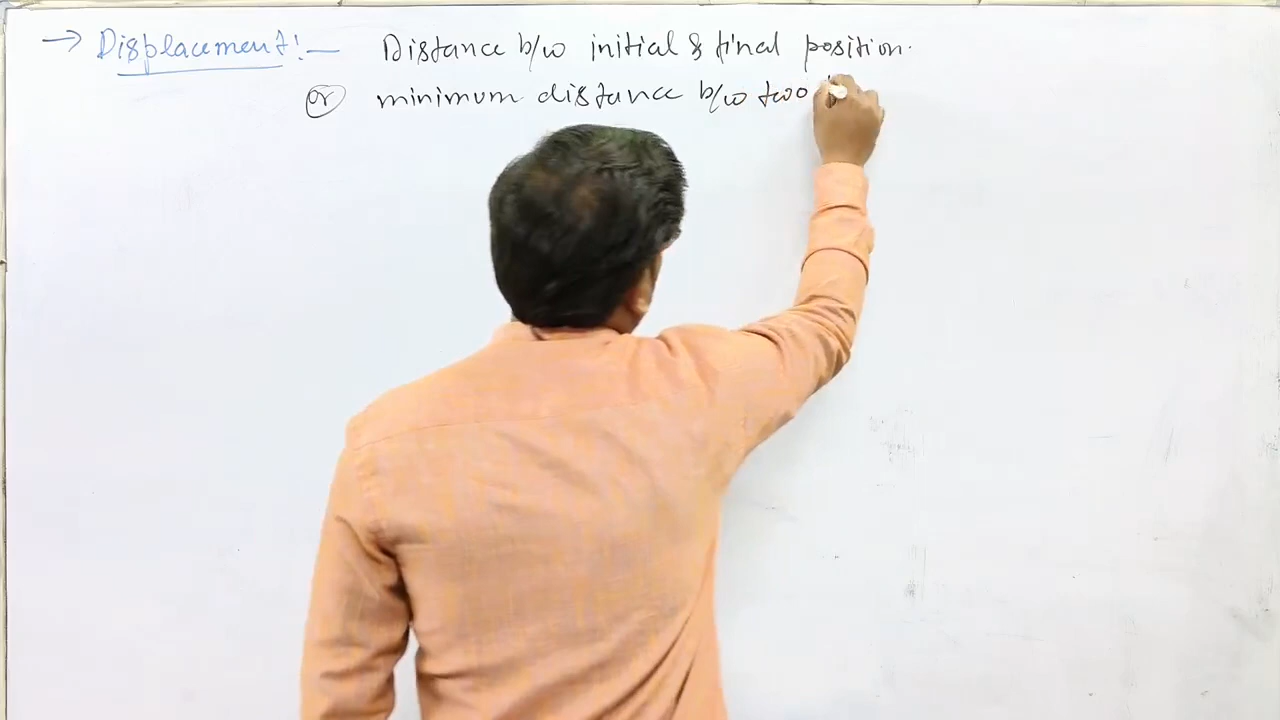 → Displacement:— Distance b/w initial & final position.
(or) minimum distance b/w two